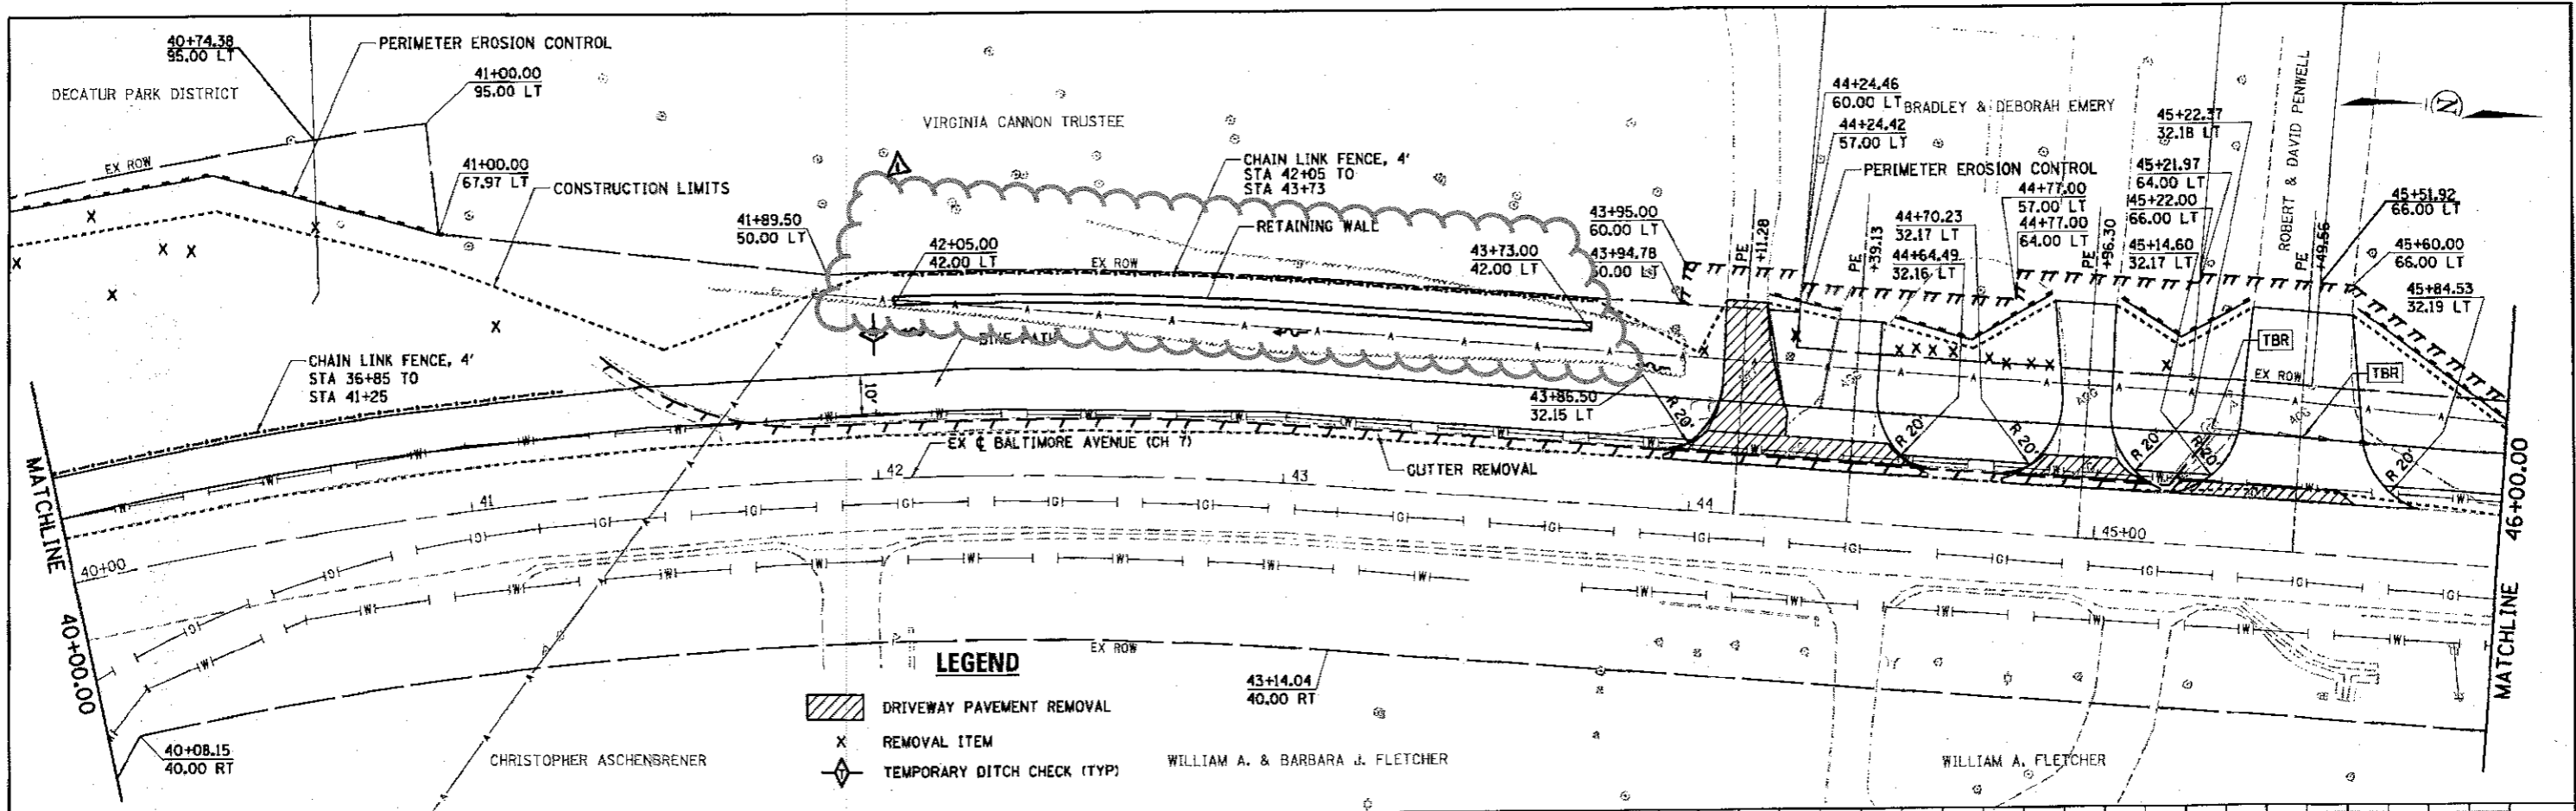 40+74.38
95.00 LT
PERIMETER EROSION CONTROL
41+00.00
95.00 LT
DECATUR PARK DISTRICT
EX ROW
41+00.00
67.97 LT
CONSTRUCTION LIMITS
VIRGINIA CANNON TRUSTEE
1
CHAIN LINK FENCE, 4'
STA 42+05 TO
STA 43+73
RETAINING WALL
41+89.50
50.00 LT
42+05.00
42.00 LT
EX ROW
43+73.00
42.00 LT
43+95.00
60.00 LT
43+94.78
50.00 LT
PE
+11.28
44+24.46
60.00 LT
BRADLEY & DEBORAH EMERY
44+24.42
57.00 LT
PERIMETER EROSION CONTROL
PE
+39.13
44+70.23
32.17 LT
44+64.49
32.16 LT
44+77.00
57.00 LT
44+77.00
64.00 LT
PE
+96.30
45+22.37
32.18 LT
45+21.97
64.00 LT
45+22.00
66.00 LT
45+14.60
32.17 LT
ROBERT & DAVID PENWELL
PE
+49.56
N
45+51.92
66.00 LT
45+60.00
66.00 LT
45+84.53
32.19 LT
TBR
TBR
EX ROW
BIKE PATH
CHAIN LINK FENCE, 4'
STA 36+85 TO
STA 41+25
10'
43+86.50
32.15 LT
R 20'
R 20'
R 20'
R 20'
R 20'
R 20'
EX ℄ BALTIMORE AVENUE (CH 7)
GUTTER REMOVAL
40+00
41
42
43
44
45+00
MATCHLINE 40+00.00
MATCHLINE 46+00.00
EX ROW
43+14.04
40.00 RT
40+08.15
40.00 RT
LEGEND
DRIVEWAY PAVEMENT REMOVAL
X REMOVAL ITEM
T TEMPORARY DITCH CHECK (TYP)
CHRISTOPHER ASCHENBRENER
WILLIAM A. & BARBARA J. FLETCHER
WILLIAM A. FLETCHER